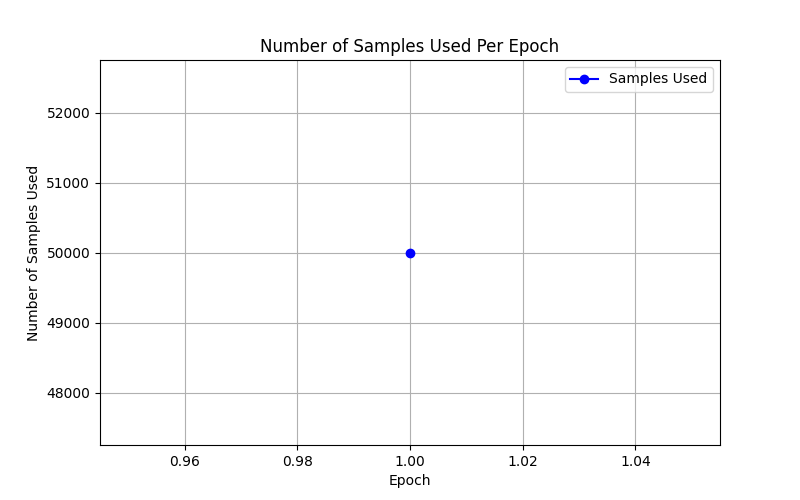 Number of Samples Used Per Epoch
Samples Used
Number of Samples Used
52000
51000
50000
49000
48000
0.96 0.98 1.00 1.02 1.04
Epoch